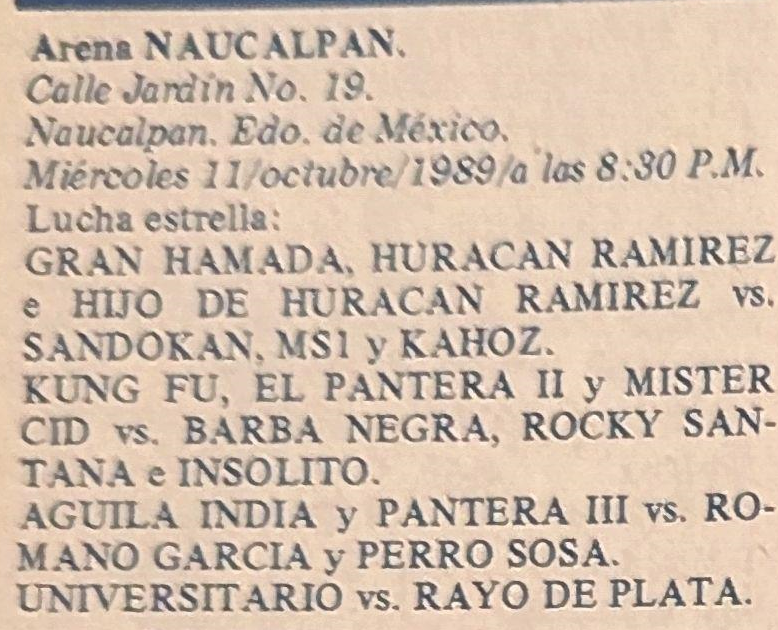 Arena NAUCALPAN.
Calle Jardín No. 19.
Naucalpan. Edo. de México.
Miércoles 11/octubre/1989/a las 8:30 P.M.
Lucha estrella:
GRAN HAMADA, HURACAN RAMIREZ
e HIJO DE HURACAN RAMIREZ vs.
SANDOKAN, MS1 y KAHOZ.
KUNG FU, EL PANTERA II y MISTER
CID vs. BARBA NEGRA, ROCKY SAN-
TANA e INSOLITO.
AGUILA INDIA y PANTERA III vs. RO-
MANO GARCIA y PERRO SOSA.
UNIVERSITARIO vs. RAYO DE PLATA.